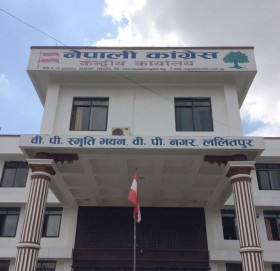 नेपाली कांग्रेस
केन्द्रीय कार्यालय
वी. पी. स्मृति भवन, वी. पी. नगर, ललितपुर